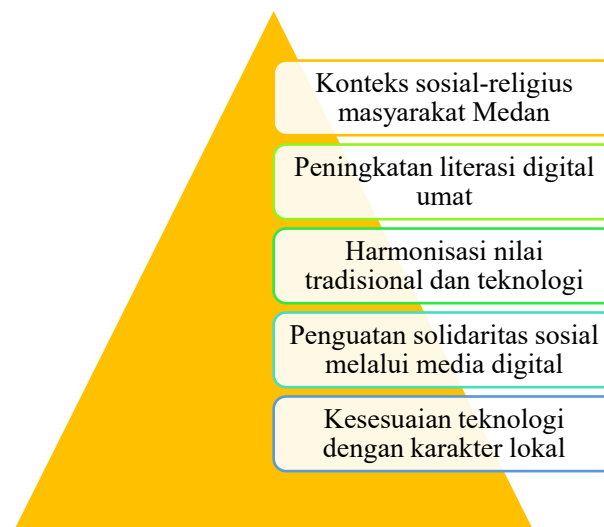 Konteks sosial-religius
masyarakat Medan
Peningkatan literasi digital
umat
Harmonisasi nilai
tradisional dan teknologi
Penguatan solidaritas sosial
melalui media digital
Kesesuaian teknologi
dengan karakter lokal